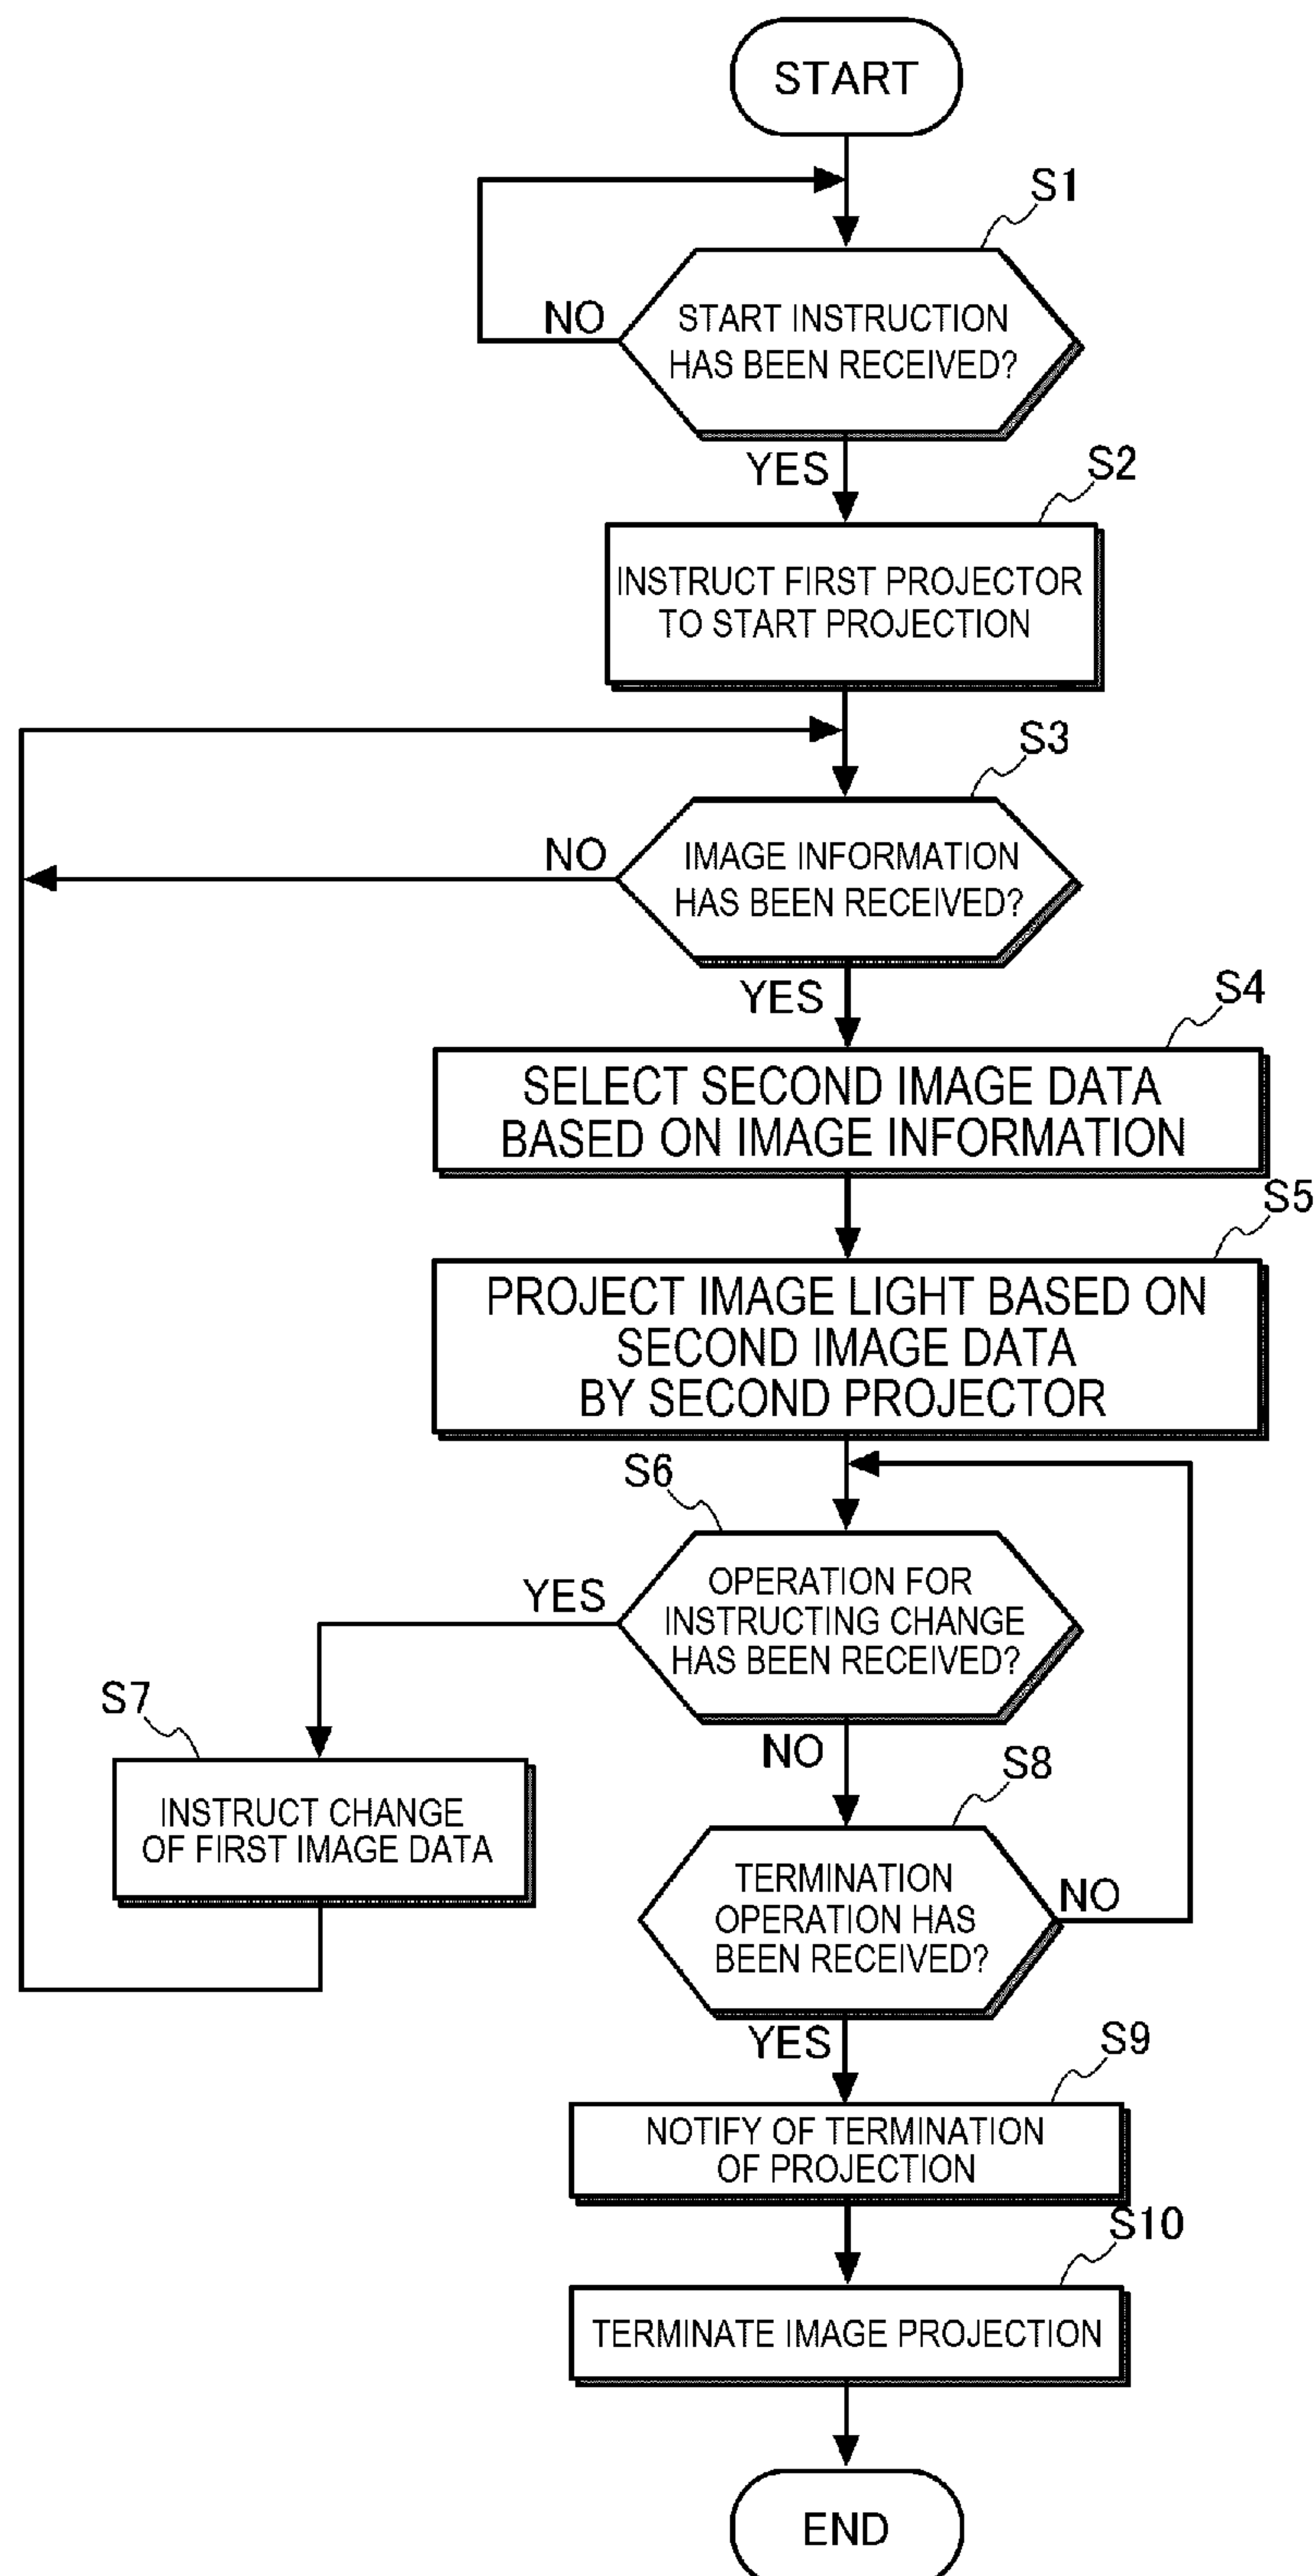 START
S1
NO
START INSTRUCTION
HAS BEEN RECEIVED?
YES
S2
INSTRUCT FIRST PROJECTOR
TO START PROJECTION
S3
NO
IMAGE INFORMATION
HAS BEEN RECEIVED?
YES
S4
SELECT SECOND IMAGE DATA
BASED ON IMAGE INFORMATION
S5
PROJECT IMAGE LIGHT BASED ON
SECOND IMAGE DATA
BY SECOND PROJECTOR
S6
YES
OPERATION FOR
INSTRUCTING CHANGE
HAS BEEN RECEIVED?
S7
NO
INSTRUCT CHANGE
OF FIRST IMAGE DATA
S8
TERMINATION
OPERATION HAS
BEEN RECEIVED?
NO
YES
S9
NOTIFY OF TERMINATION
OF PROJECTION
S10
TERMINATE IMAGE PROJECTION
END